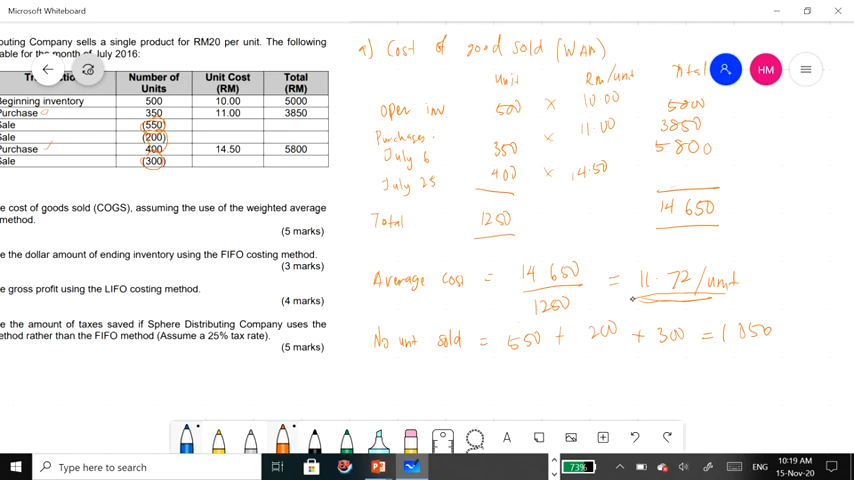 Microsoft Whiteboard
outing Company sells a single product for RM20 per unit. The following
able for the month of July 2016:
Number of Units Unit Cost (RM) Total (RM)
Beginning inventory 500 10.00 5000
Purchase 350 11.00 3850
Sale (550)
Sale (200)
Purchase 400 14.50 5800
Sale (300)
e cost of goods sold (COGS), assuming the use of the weighted average
method.
(5 marks)
e the dollar amount of ending inventory using the FIFO costing method.
(3 marks)
e gross profit using the LIFO costing method.
(4 marks)
e the amount of taxes saved if Sphere Distributing Company uses the
ethod rather than the FIFO method (Assume a 25% tax rate).
(5 marks)
a) Cost of good sold (WAM)
unit Rm/unit Total
open inv 500 × 10.00 5000
Purchases.
July 6 350 × 11.00 3850
July 25 400 × 14.50 5800
Total 1250 14 650
Average cost = 14 650 / 1250 = 11.72/unit
No unit sold = 550 + 200 + 300 = 1 050
HM
A
Type here to search
73%
ENG
10:19 AM
15-Nov-20